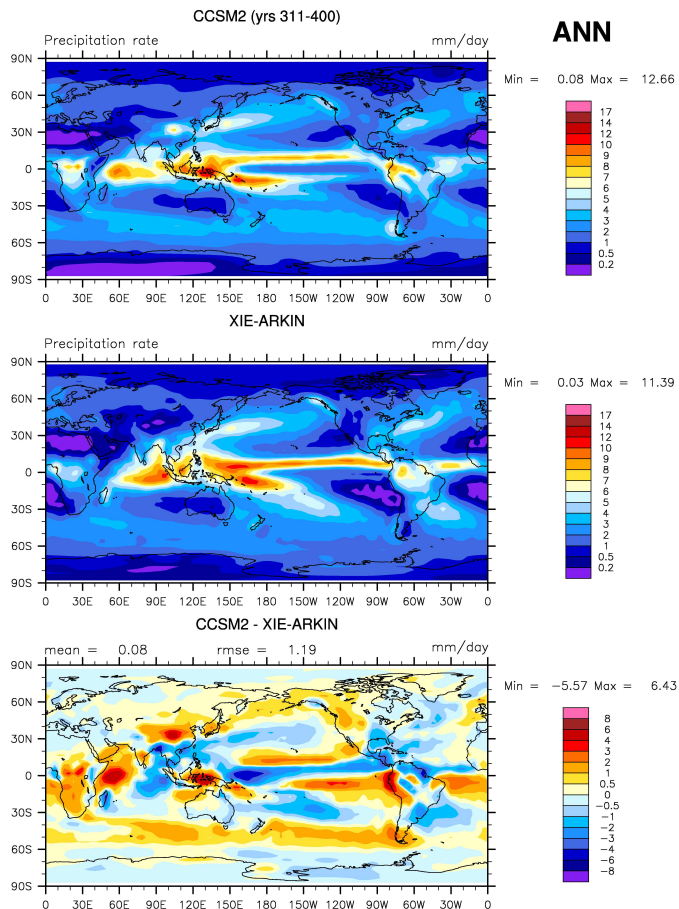 CCSM2 (yrs 311-400)
ANN
Precipitation rate mm/day
Min = 0.08 Max = 12.66
90N
60N
30N
0
30S
60S
90S
0 30E 60E 90E 120E 150E 180 150W 120W 90W 60W 30W 0
17
14
12
10
9
8
7
6
5
4
3
2
1
0.5
0.2
XIE-ARKIN
Precipitation rate mm/day
Min = 0.03 Max = 11.39
90N
60N
30N
0
30S
60S
90S
0 30E 60E 90E 120E 150E 180 150W 120W 90W 60W 30W 0
17
14
12
10
9
8
7
6
5
4
3
2
1
0.5
0.2
CCSM2 - XIE-ARKIN
mean = 0.08 rmse = 1.19 mm/day
Min = -5.57 Max = 6.43
90N
60N
30N
0
30S
60S
90S
0 30E 60E 90E 120E 150E 180 150W 120W 90W 60W 30W 0
8
6
4
3
2
1
0.5
0
-0.5
-1
-2
-3
-4
-6
-8